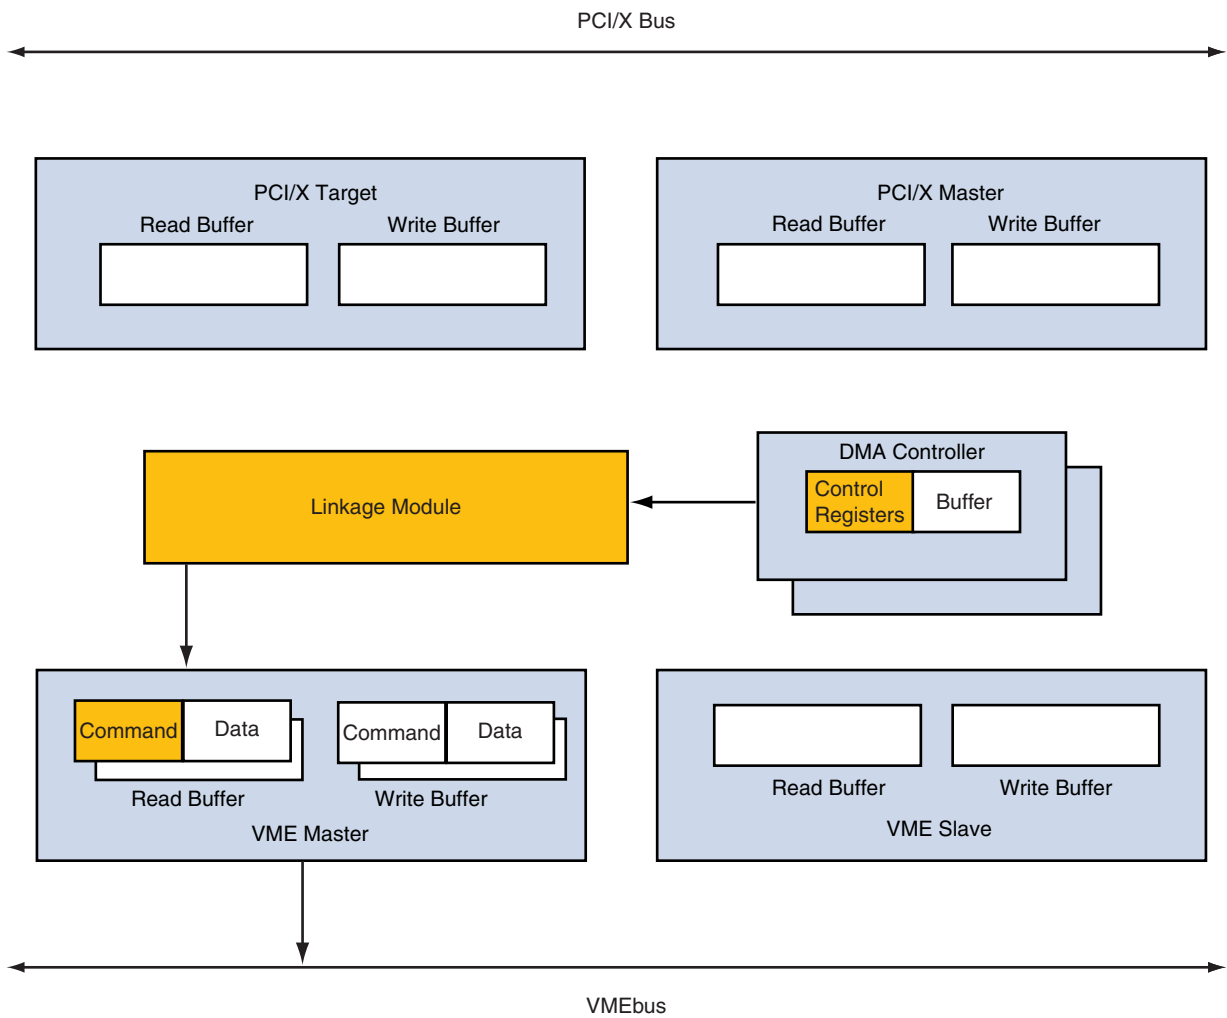 PCI/X Bus
PCI/X Target
Read Buffer
Write Buffer
PCI/X Master
Read Buffer
Write Buffer
Linkage Module
DMA Controller
Control
Registers
Buffer
Command
Data
Command
Data
Read Buffer
Write Buffer
VME Master
Read Buffer
Write Buffer
VME Slave
VMEbus